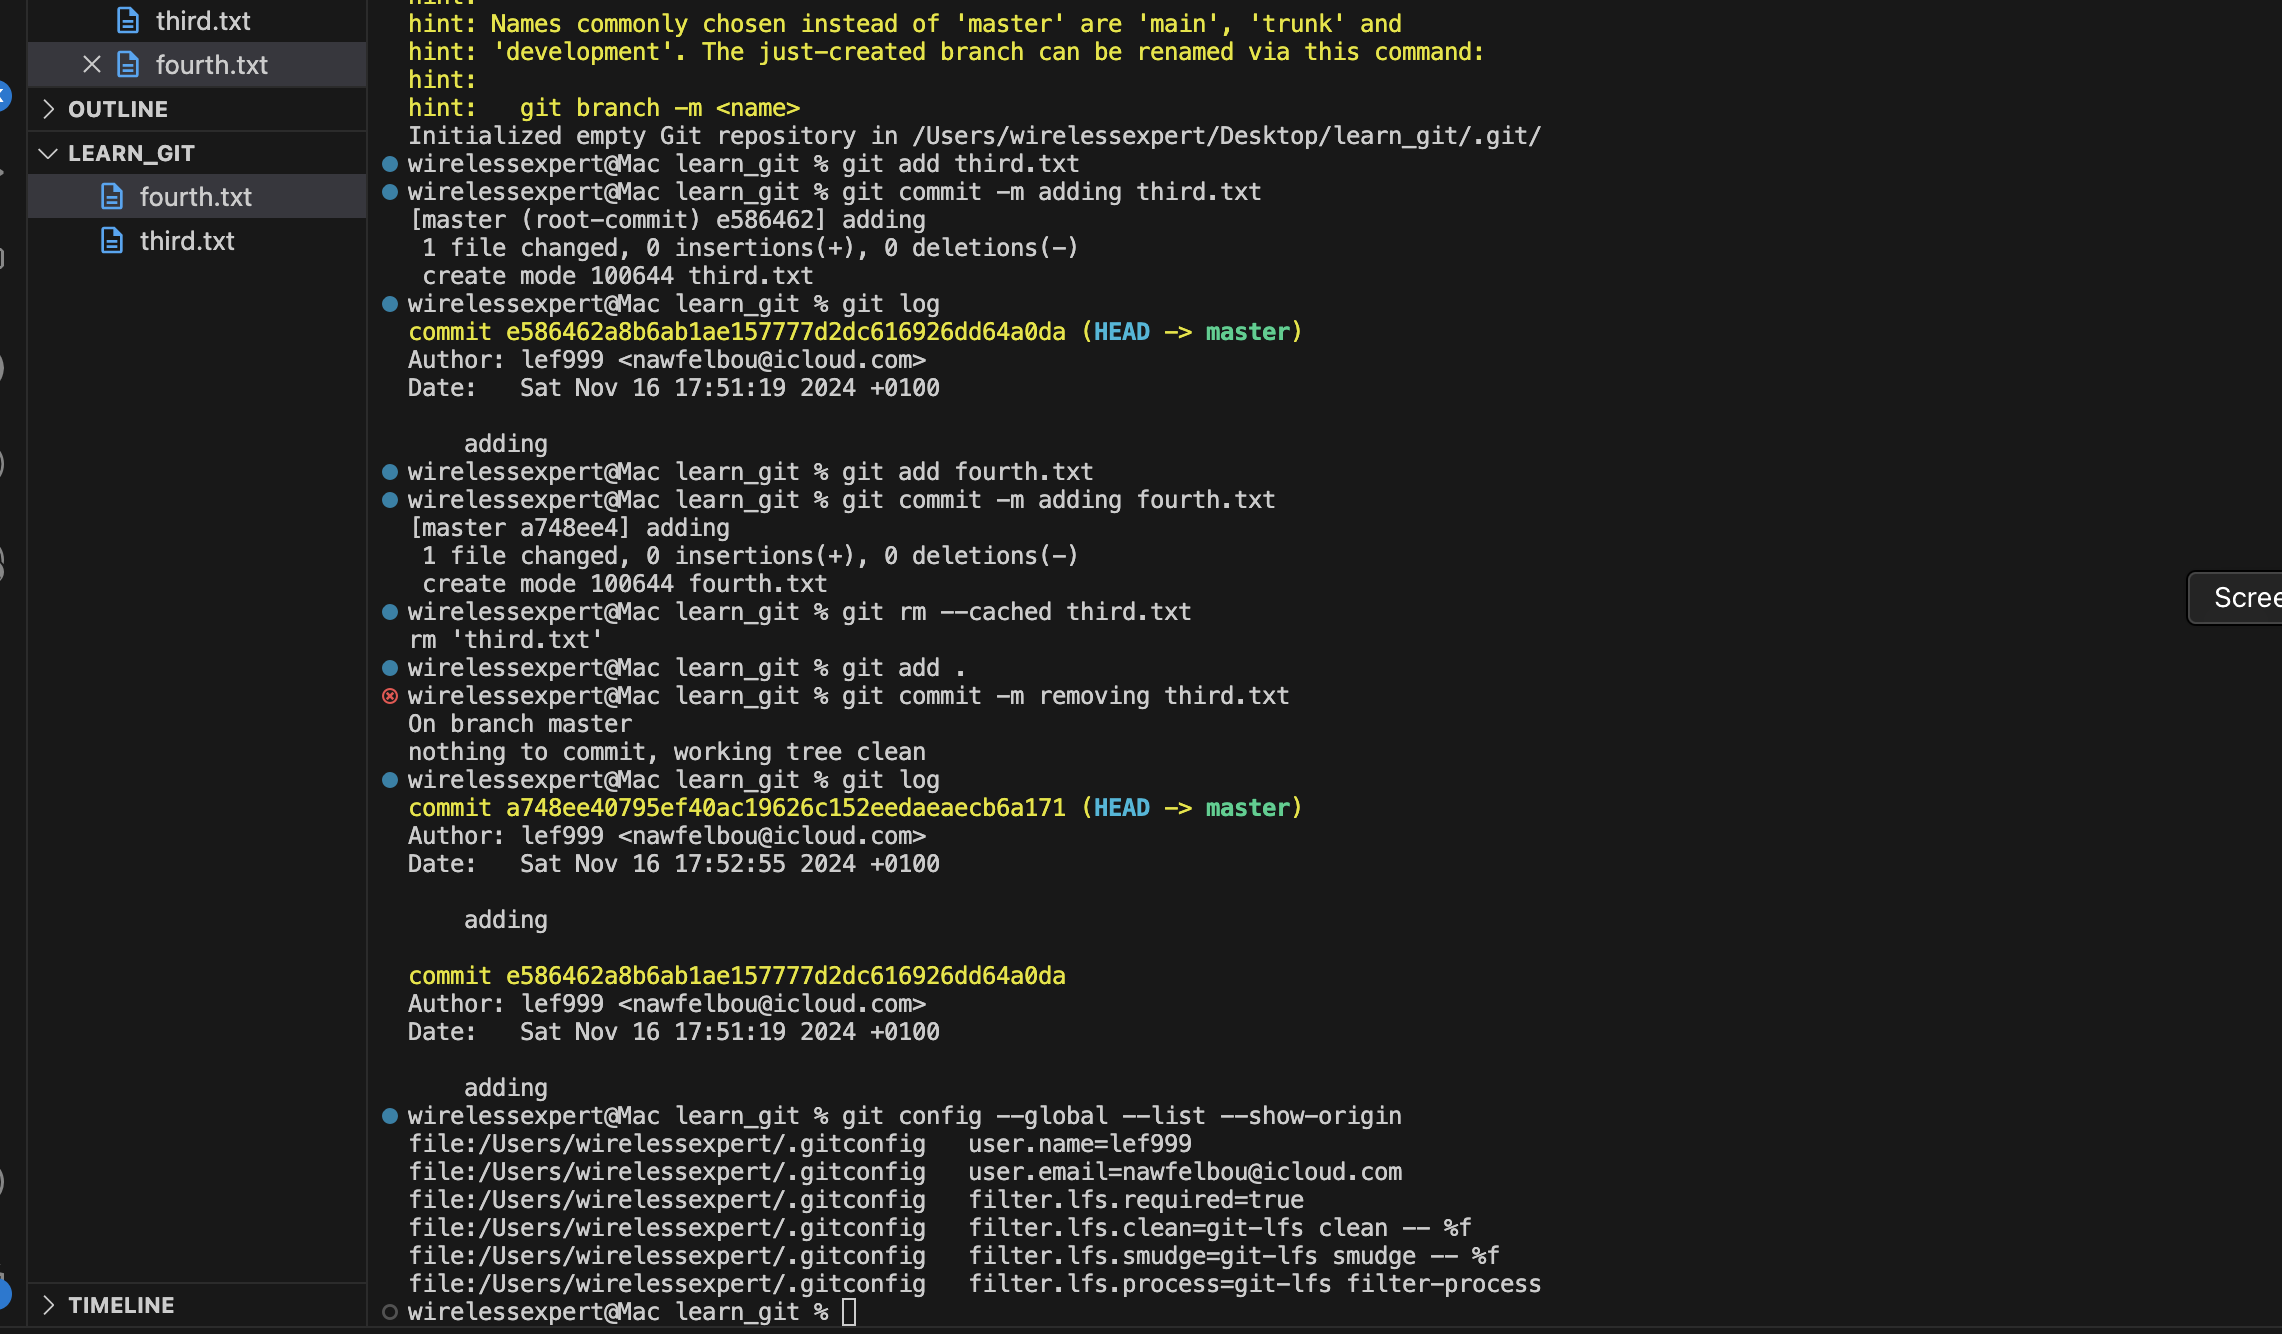 third.txt
fourth.txt
OUTLINE
LEARN_GIT
fourth.txt
third.txt
TIMELINE
hint:
hint: Names commonly chosen instead of 'master' are 'main', 'trunk' and
hint: 'development'. The just-created branch can be renamed via this command:
hint:
hint:   git branch -m <name>
Initialized empty Git repository in /Users/wirelessexpert/Desktop/learn_git/.git/
wirelessexpert@Mac learn_git % git add third.txt
wirelessexpert@Mac learn_git % git commit -m adding third.txt
[master (root-commit) e586462] adding
 1 file changed, 0 insertions(+), 0 deletions(-)
 create mode 100644 third.txt
wirelessexpert@Mac learn_git % git log
commit e586462a8b6ab1ae157777d2dc616926dd64a0da (HEAD -> master)
Author: lef999 <nawfelbou@icloud.com>
Date:   Sat Nov 16 17:51:19 2024 +0100
    adding
wirelessexpert@Mac learn_git % git add fourth.txt
wirelessexpert@Mac learn_git % git commit -m adding fourth.txt
[master a748ee4] adding
 1 file changed, 0 insertions(+), 0 deletions(-)
 create mode 100644 fourth.txt
wirelessexpert@Mac learn_git % git rm --cached third.txt
rm 'third.txt'
wirelessexpert@Mac learn_git % git add .
wirelessexpert@Mac learn_git % git commit -m removing third.txt
On branch master
nothing to commit, working tree clean
wirelessexpert@Mac learn_git % git log
commit a748ee40795ef40ac19626c152eedaeaecb6a171 (HEAD -> master)
Author: lef999 <nawfelbou@icloud.com>
Date:   Sat Nov 16 17:52:55 2024 +0100
    adding
commit e586462a8b6ab1ae157777d2dc616926dd64a0da
Author: lef999 <nawfelbou@icloud.com>
Date:   Sat Nov 16 17:51:19 2024 +0100
    adding
wirelessexpert@Mac learn_git % git config --global --list --show-origin
file:/Users/wirelessexpert/.gitconfig   user.name=lef999
file:/Users/wirelessexpert/.gitconfig   user.email=nawfelbou@icloud.com
file:/Users/wirelessexpert/.gitconfig   filter.lfs.required=true
file:/Users/wirelessexpert/.gitconfig   filter.lfs.clean=git-lfs clean -- %f
file:/Users/wirelessexpert/.gitconfig   filter.lfs.smudge=git-lfs smudge -- %f
file:/Users/wirelessexpert/.gitconfig   filter.lfs.process=git-lfs filter-process
wirelessexpert@Mac learn_git %
Scree